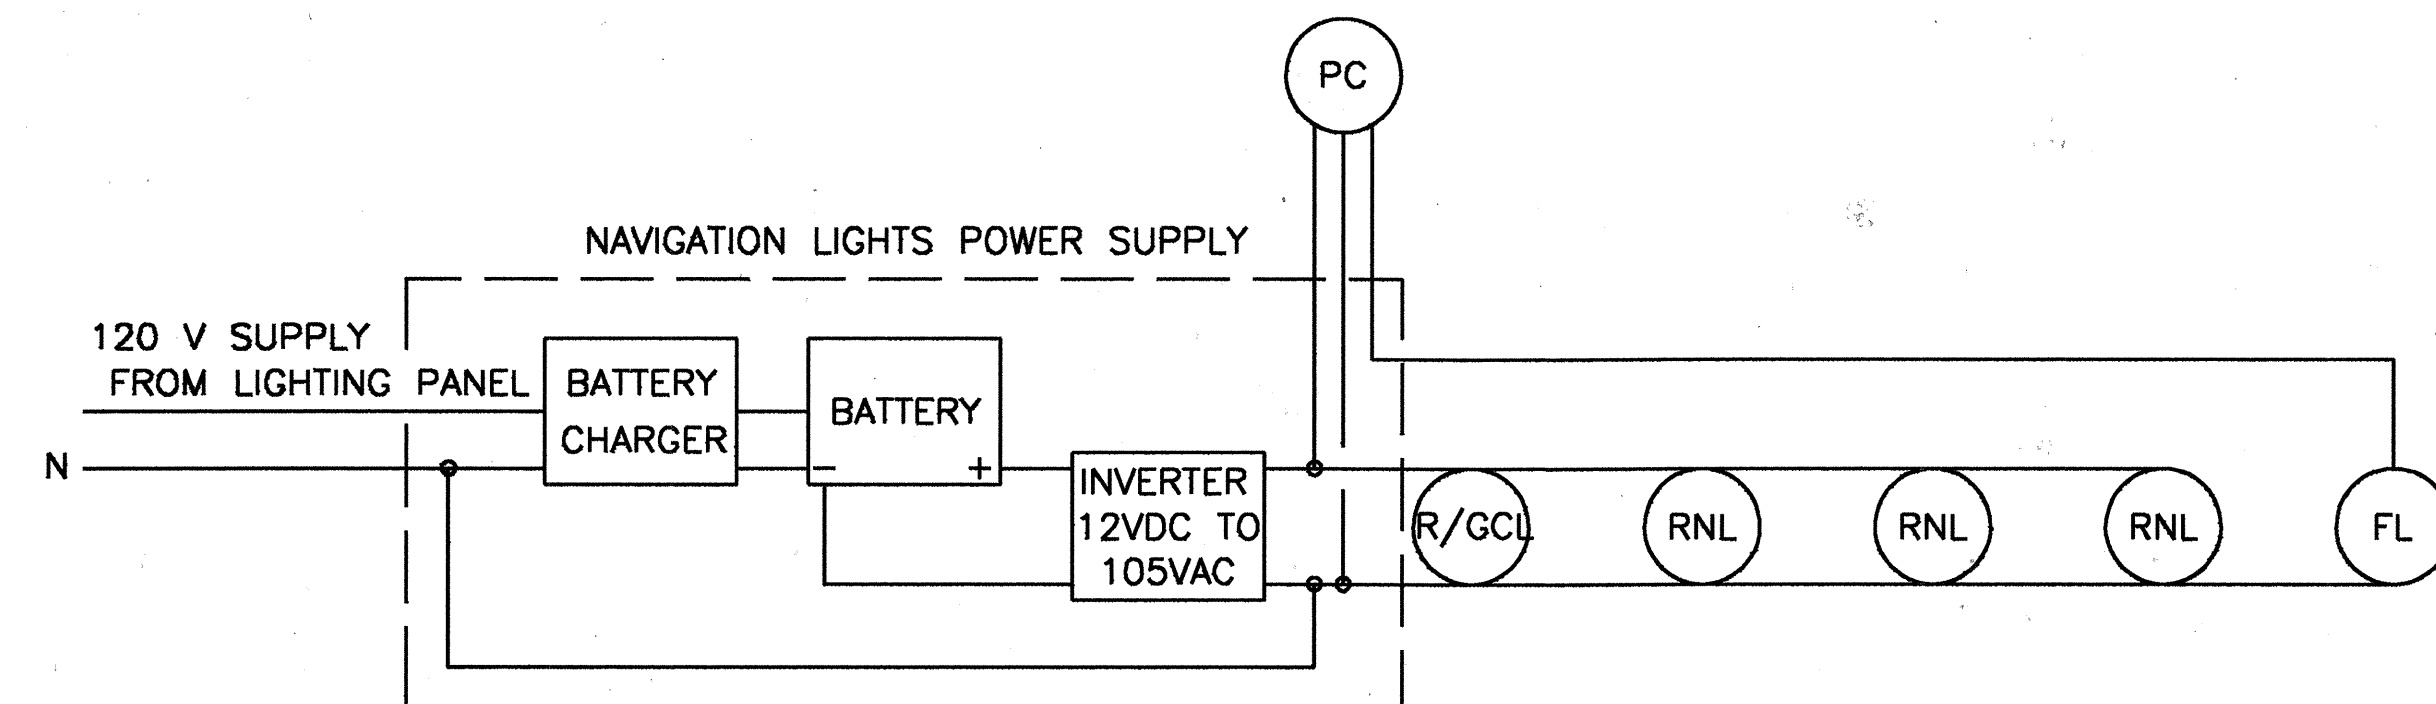 PC
NAVIGATION LIGHTS POWER SUPPLY
120 V SUPPLY
FROM LIGHTING PANEL
N
BATTERY
CHARGER
BATTERY
- +
INVERTER
12VDC TO
105VAC
R/GCL
RNL
RNL
RNL
FL